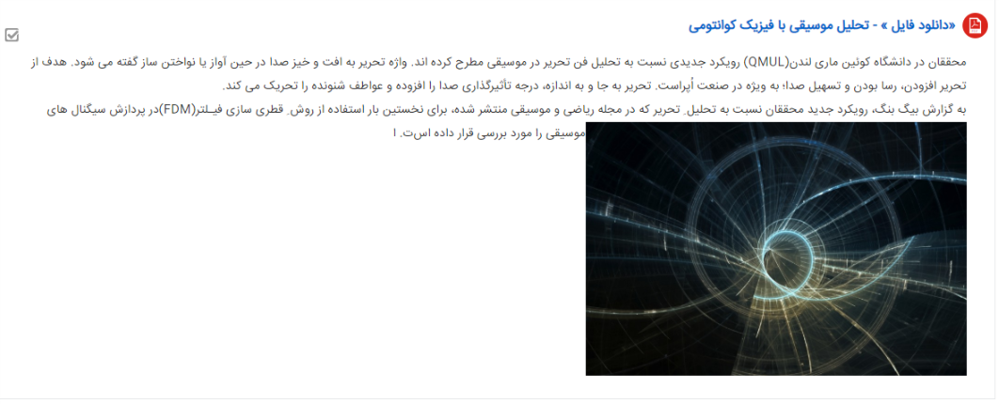 «دانلود فایل » - تحلیل موسیقی با فیزیک کوانتومی
محققان در دانشگاه کوئین ماری لندن(QMUL) رویکرد جدیدی نسبت به تحلیل فن تحریر در موسیقی مطرح کرده اند. واژه تحریر به افت و خیز صدا در حین آواز یا نواختن ساز گفته می شود. هدف از
تحریر افزودن، رسا بودن و تسهیل صدا؛ به ویژه در صنعت اُپراست. تحریر به جا و به اندازه، درجه تأثیرگذاری صدا را افزوده و عواطف شنونده را تحریک می کند.
به گزارش بیگ بنگ، رویکرد جدید محققان نسبت به تحلیل ِ تحریر که در مجله ریاضی و موسیقی منتشر شده، برای نخستین بار استفاده از روش ِ قطری سازی فیـلتر(FDM)در پردازش سیگنال های
موسیقی را مورد بررسی قرار داده اس‌ت. ا